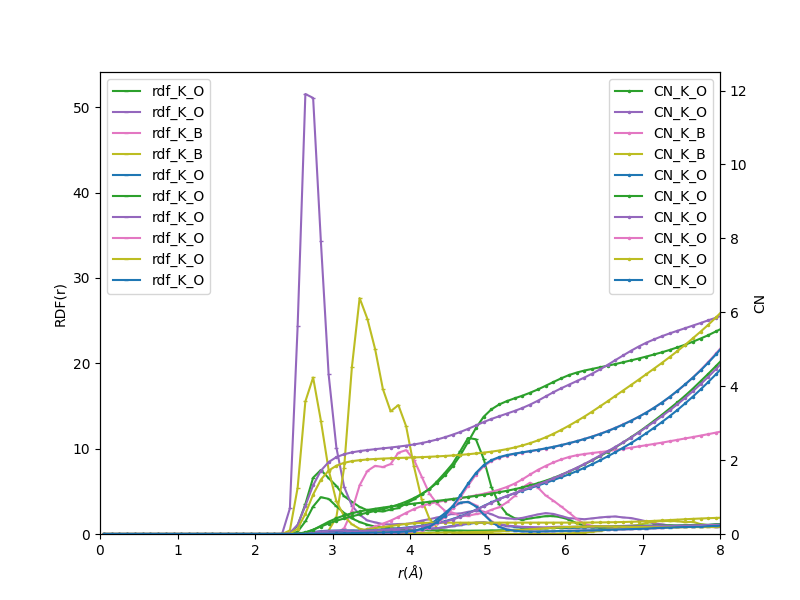 rdf_K_O
rdf_K_O
rdf_K_B
rdf_K_B
rdf_K_O
rdf_K_O
rdf_K_O
rdf_K_O
rdf_K_O
rdf_K_O
CN_K_O
CN_K_O
CN_K_B
CN_K_B
CN_K_O
CN_K_O
CN_K_O
CN_K_O
CN_K_O
CN_K_O
RDF(r)
50
40
30
20
10
0
CN
12
10
8
6
4
2
0
0 1 2 3 4 5 6 7 8
r(Å)